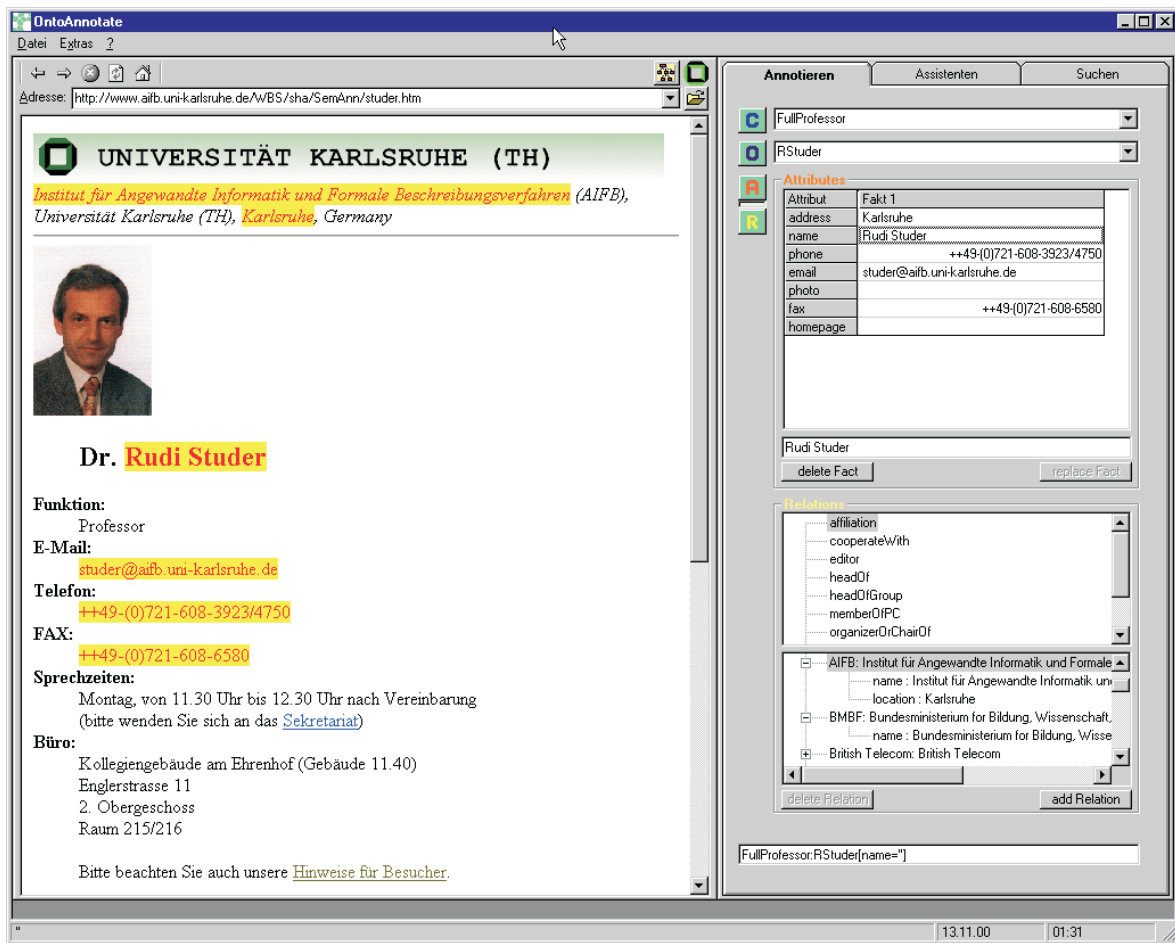 OntoAnnotate
Datei Extras ?
Adresse: http://www.aifb.uni-karlsruhe.de/WBS/sha/SemAnn/studer.htm
UNIVERSITÄT KARLSRUHE (TH)
Institut für Angewandte Informatik und Formale Beschreibungsverfahren (AIFB),
Universität Karlsruhe (TH), Karlsruhe, Germany
Dr. Rudi Studer
Funktion:
Professor
E-Mail:
studer@aifb.uni-karlsruhe.de
Telefon:
++49-(0)721-608-3923/4750
FAX:
++49-(0)721-608-6580
Sprechzeiten:
Montag, von 11.30 Uhr bis 12.30 Uhr nach Vereinbarung
(bitte wenden Sie sich an das Sekretariat)
Büro:
Kollegiengebäude am Ehrenhof (Gebäude 11.40)
Englerstrasse 11
2. Obergeschoss
Raum 215/216
Bitte beachten Sie auch unsere Hinweise für Besucher.
Annotieren Assistenten Suchen
C FullProfessor
O RStuder
A
R
Attributes
Attribut Fakt 1
address Karlsruhe
name Rudi Studer
phone ++49-(0)721-608-3923/4750
email studer@aifb.uni-karlsruhe.de
photo
fax ++49-(0)721-608-6580
homepage
Rudi Studer
delete Fact replace Fact
Relations
affiliation
cooperateWith
editor
headOf
headOfGroup
memberOfPC
organizerOrChairOf
AIFB: Institut für Angewandte Informatik und Formale
name : Institut für Angewandte Informatik un
location : Karlsruhe
BMBF: Bundesministerium for Bildung, Wissenschaft,
name : Bundesministerium for Bildung, Wisse
British Telecom: British Telecom
delete Relation add Relation
FullProfessor:RStuder[name='']
" 13.11.00 01:31